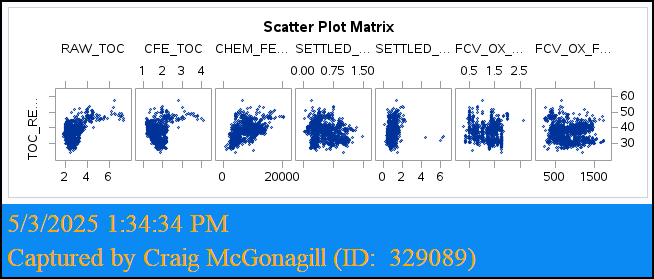 Scatter Plot Matrix
RAW_TOC CFE_TOC CHEM_FE... SETTLED_... SETTLED_... FCV_OX_... FCV_OX_F...
1 2 3 4 0.00 0.75 1.50 0.5 1.5 2.5
TOC_RE...
60
50
40
30
2 4 6 0 20000 0 2 4 6 500 1500
5/3/2025 1:34:34 PM
Captured by Craig McGonagill (ID: 329089)